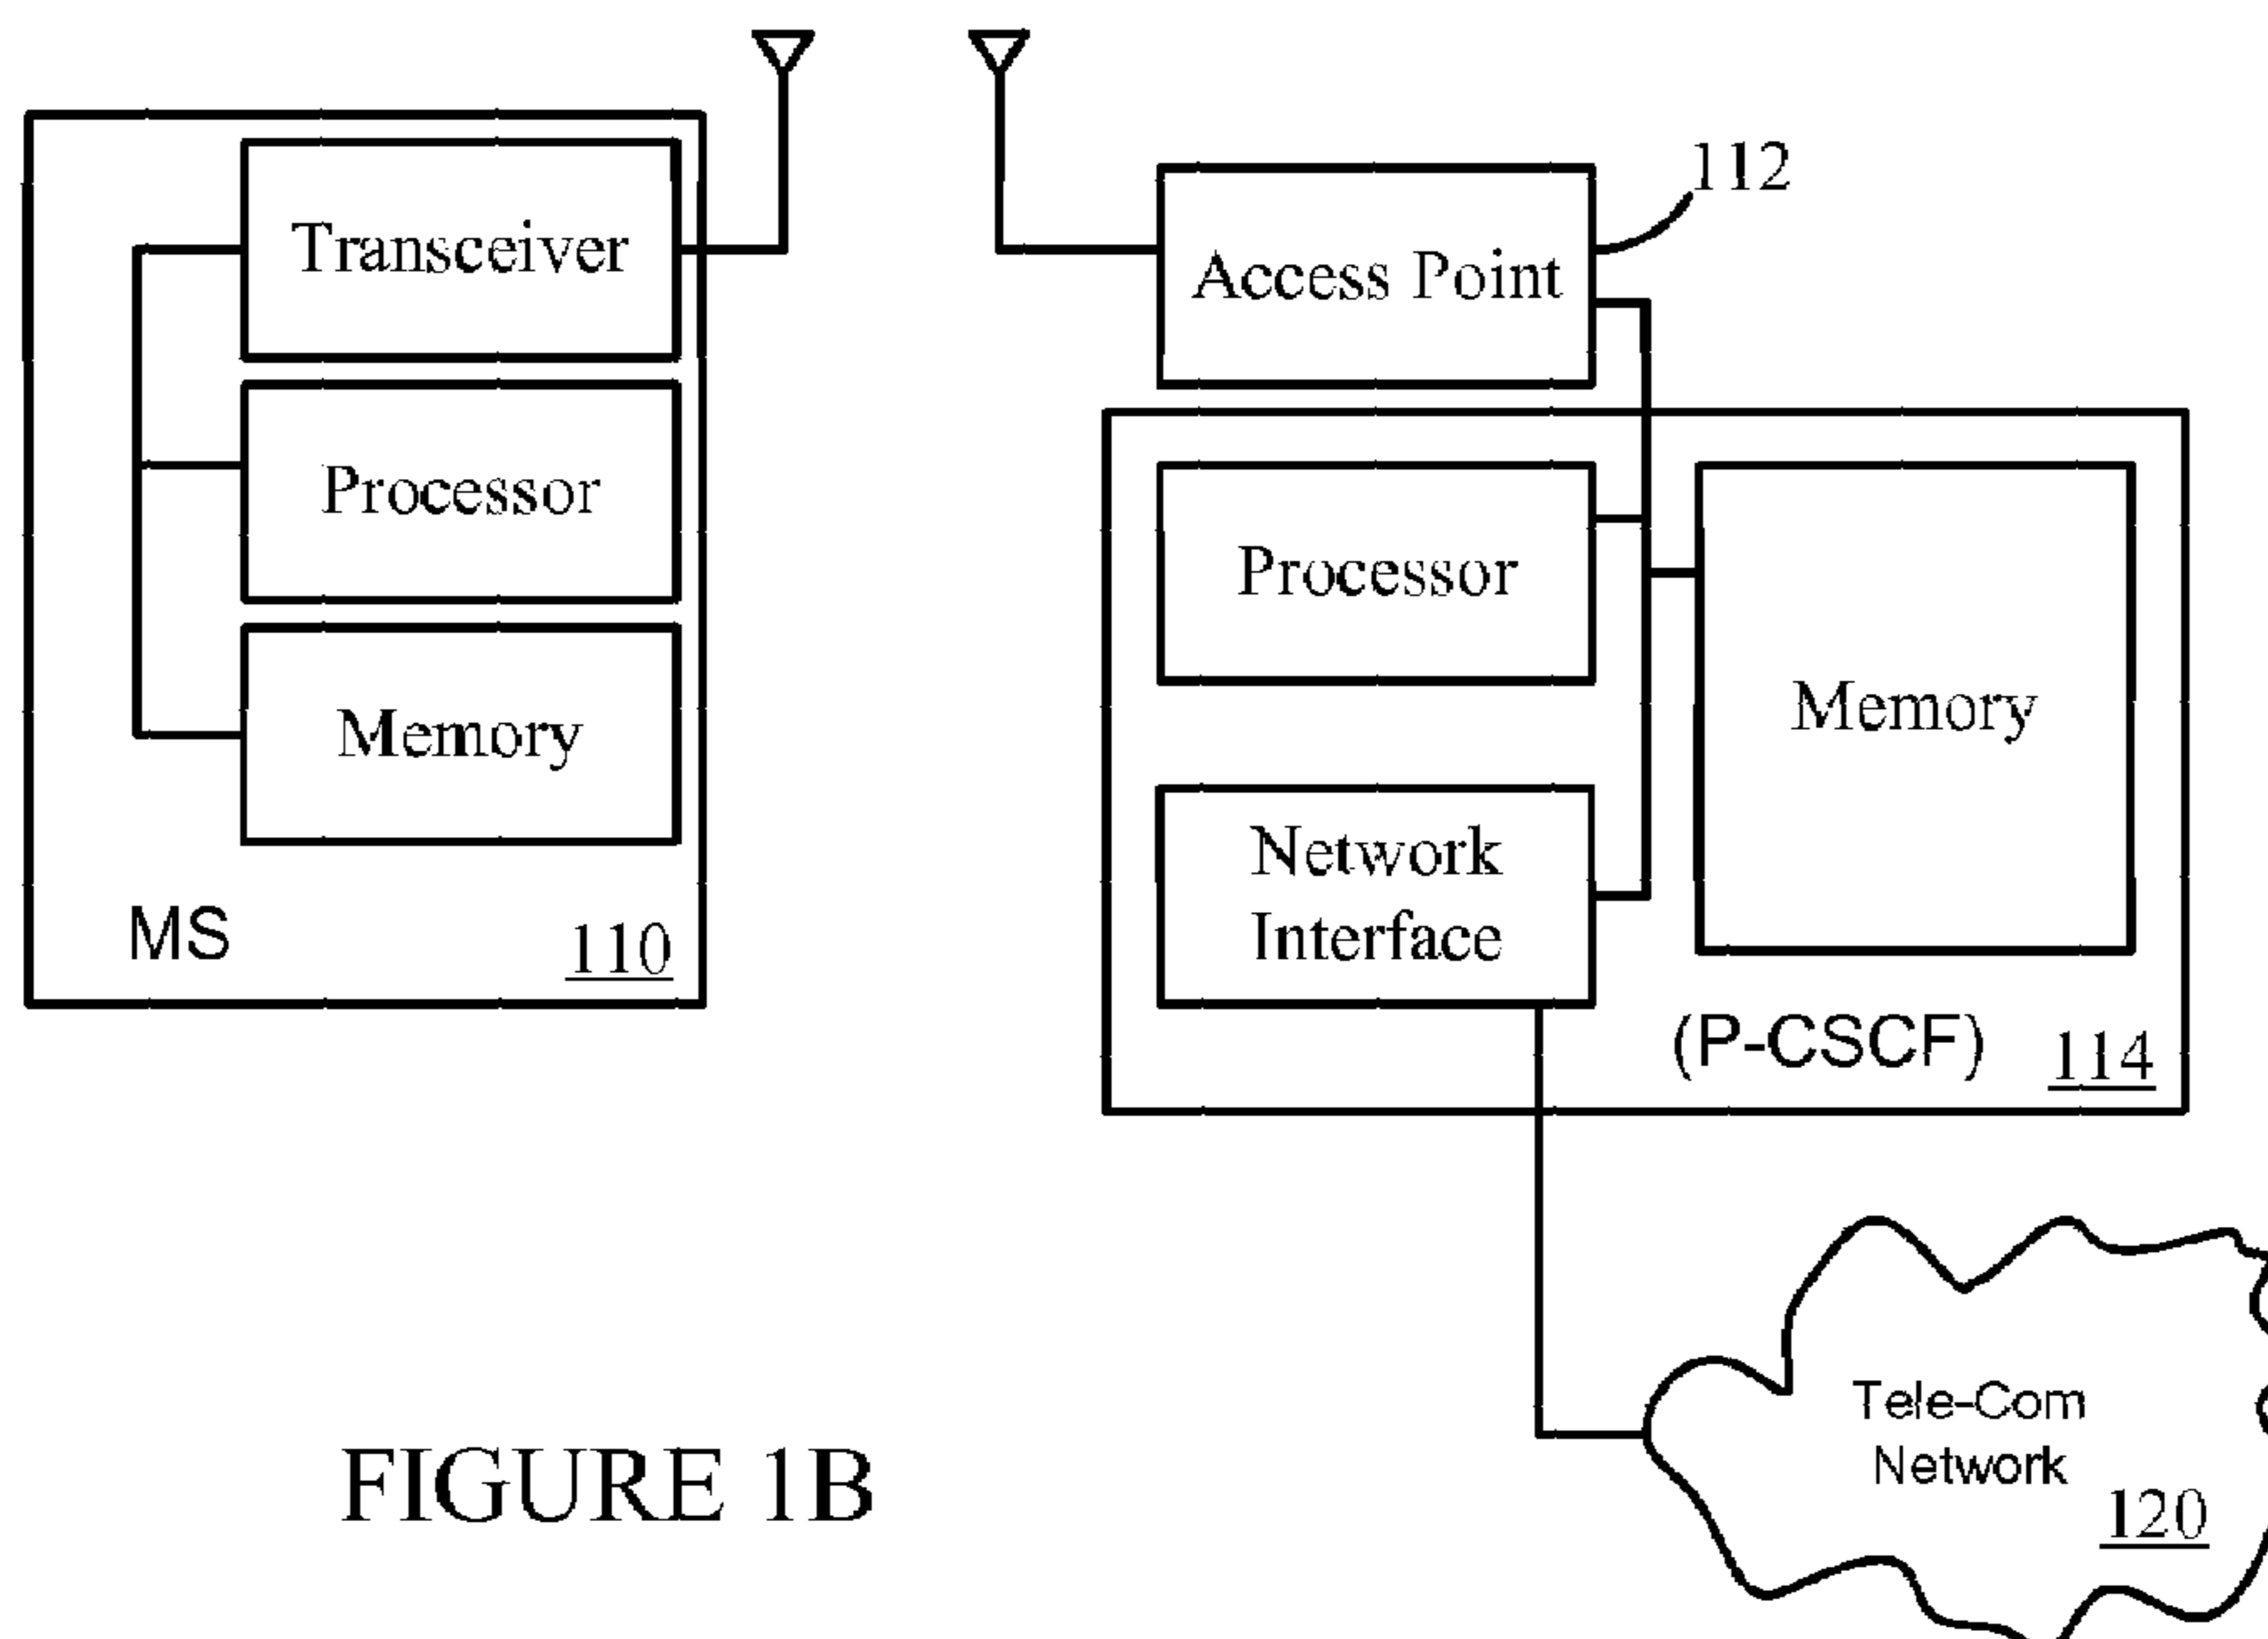 Transceiver
Processor
Memory
MS
110
112
Access Point
Processor
Memory
Network
Interface
(P-CSCF)
114
Tele-Com
Network
120
FIGURE 1B